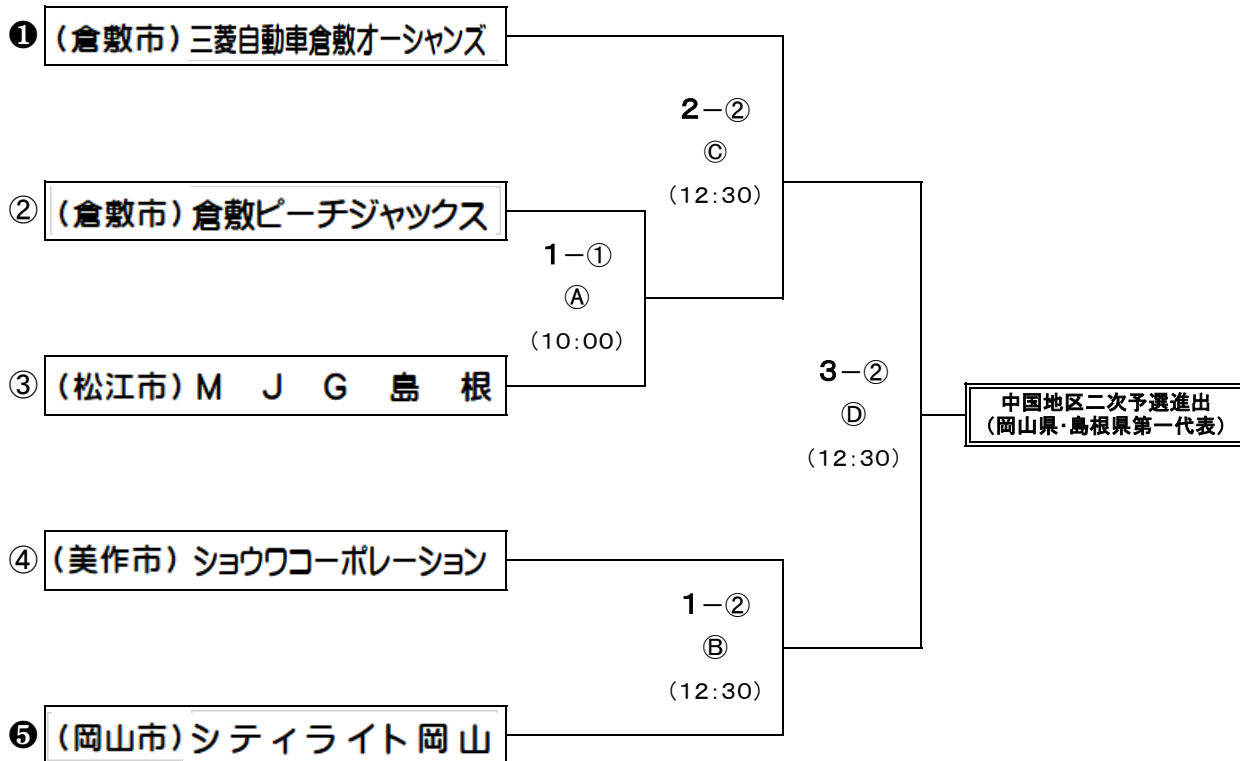 ❶ (倉敷市) 三菱自動車倉敷オーシャンズ
2－②
Ⓒ
(12:30)
② (倉敷市) 倉敷ピーチジャックス
1－①
Ⓐ
(10:00)
③ (松江市) M J G 島 根
3－②
Ⓓ
(12:30)
中国地区二次予選進出
(岡山県・島根県第一代表)
④ (美作市) ショウワコーポレーション
1－②
Ⓑ
(12:30)
❺ (岡山市) シティライト岡山